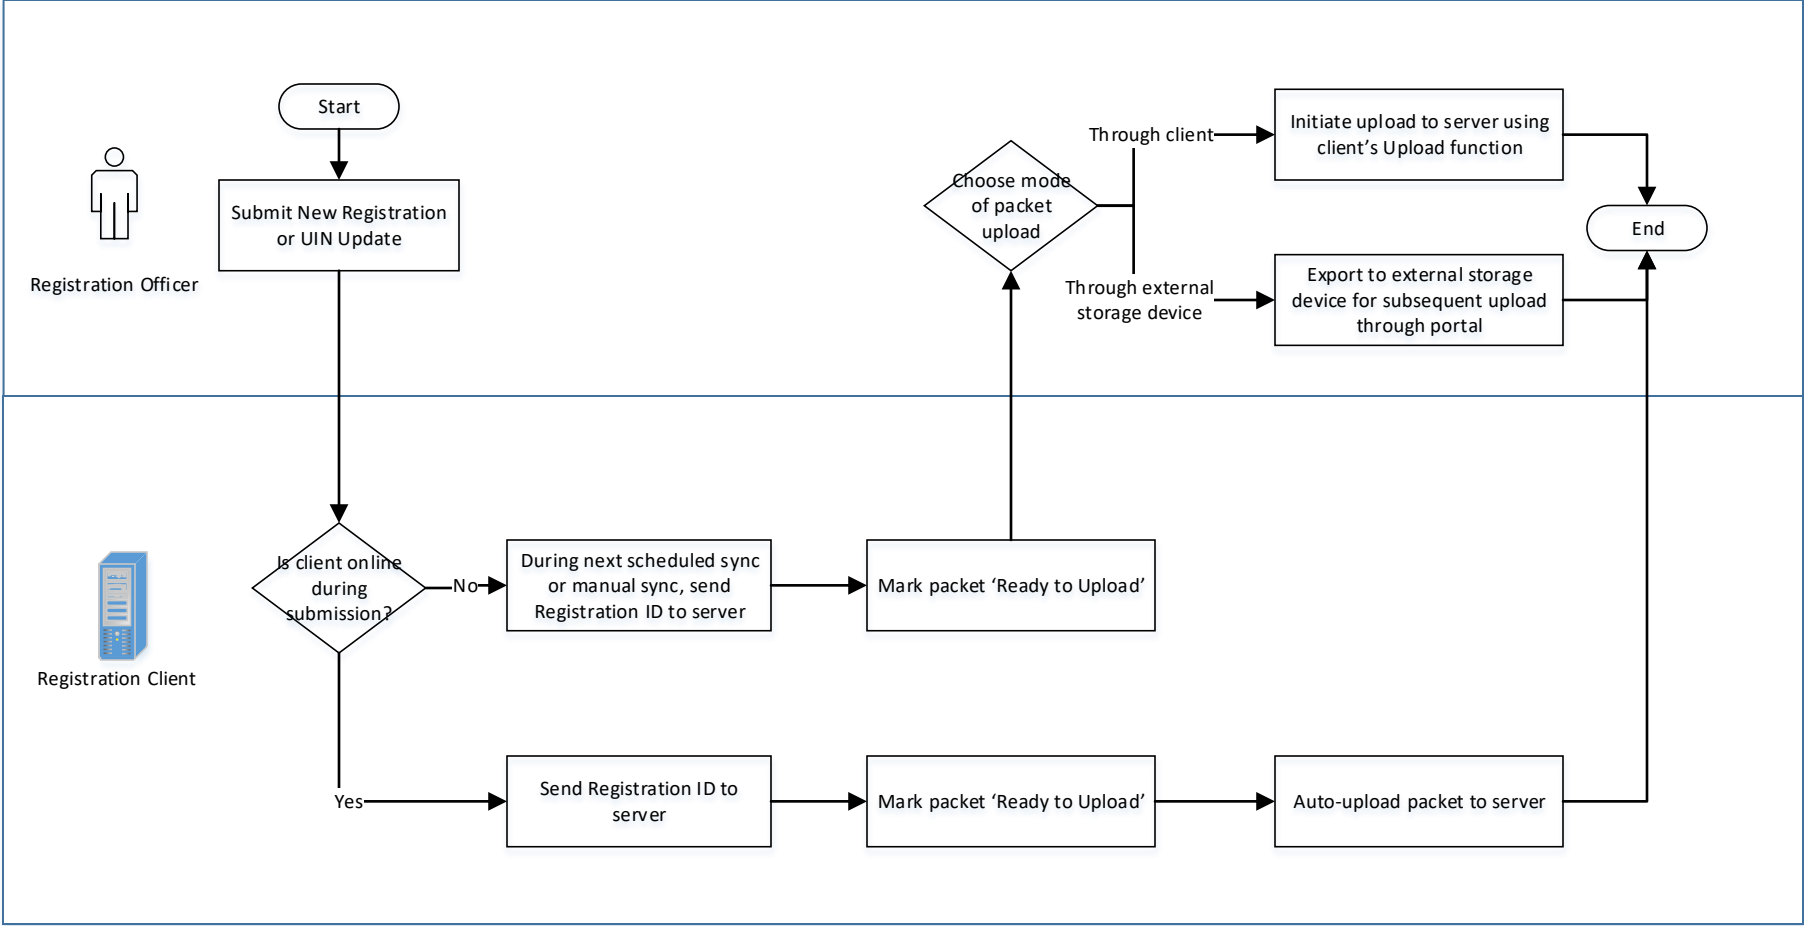 Start
Submit New Registration
or UIN Update
Registration Officer
Choose mode
of packet
upload
Through client
Through external
storage device
Initiate upload to server using
client’s Upload function
Export to external storage
device for subsequent upload
through portal
End
Is client online
during
submission?
No
During next scheduled sync
or manual sync, send
Registration ID to server
Mark packet ‘Ready to Upload’
Registration Client
Yes
Send Registration ID to
server
Mark packet ‘Ready to Upload’
Auto-upload packet to server